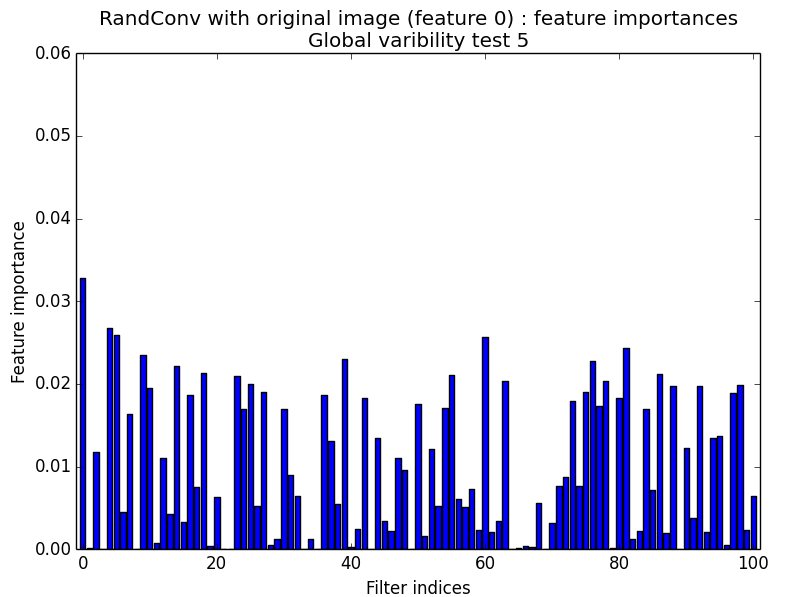 RandConv with original image (feature 0) : feature importances
Global varibility test 5
0.06
0.05
0.04
0.03
0.02
0.01
0.00
Feature importance
0 20 40 60 80 100
Filter indices